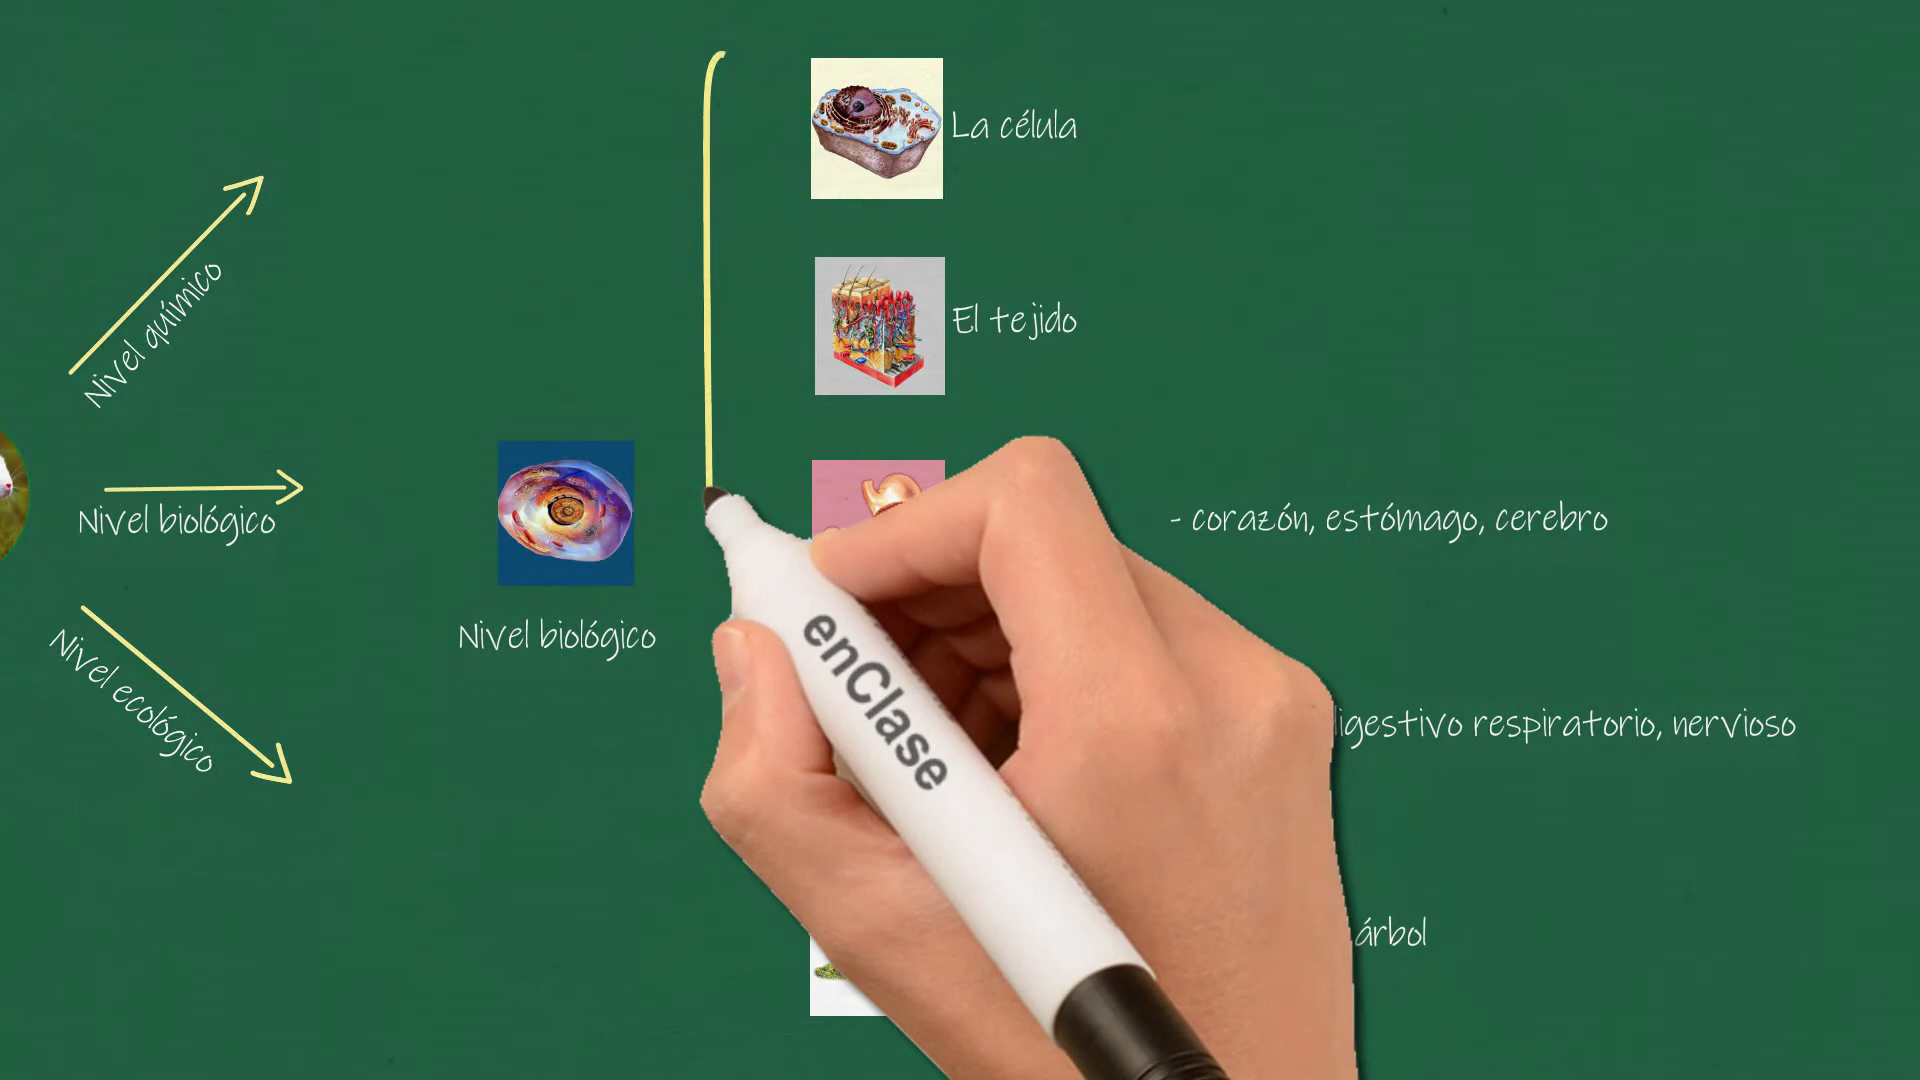 La célula
El tejido
Nivel químico
Nivel biológico
Nivel ecológico
Nivel biológico
- corazón, estómago, cerebro
respiratorio, nervioso
árbol
enClase